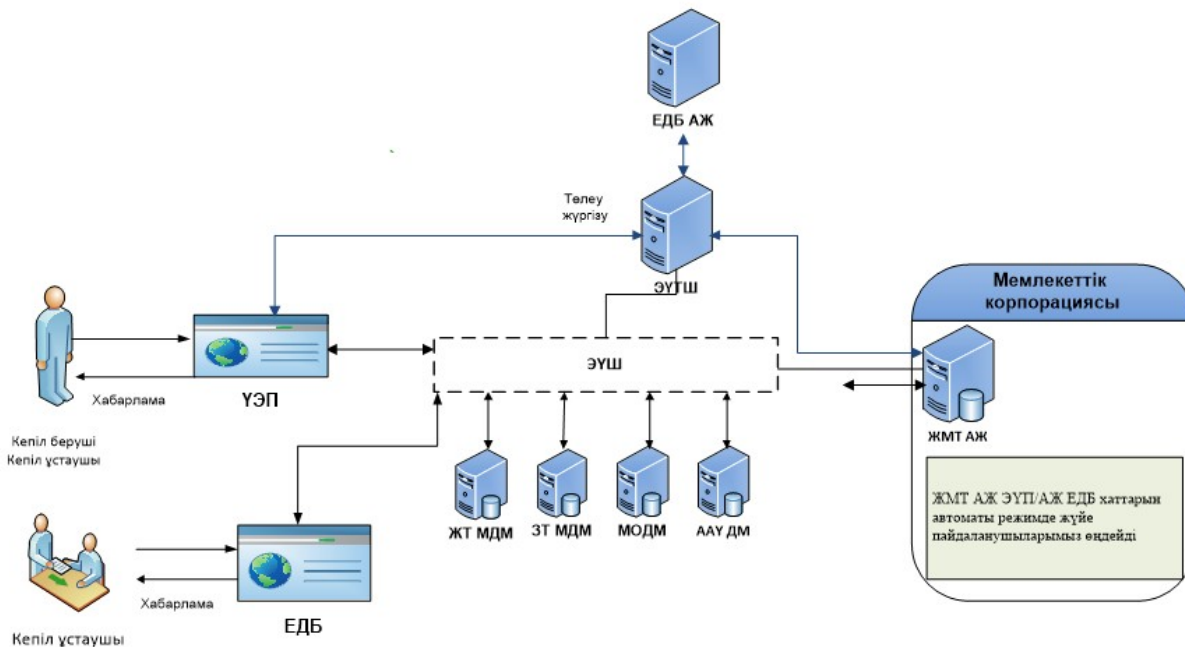 ЕДБ АЖ
Төлеу
жүргізу
ЭҮТШ
Мемлекеттік
корпорациясы
ЭҮШ
Хабарлама
ҮЭП
ЖМТ АЖ
Кепіл беруші
Кепіл ұстаушы
ЖТ МДМ
ЗТ МДМ
МОДМ
ААҮ ДМ
ЖМТ АЖ ЭҮП/АЖ ЕДБ хаттарын
автоматы режимде жүйе
пайдаланушыларымыз өңдейді
Хабарлама
ЕДБ
Кепіл ұстаушы